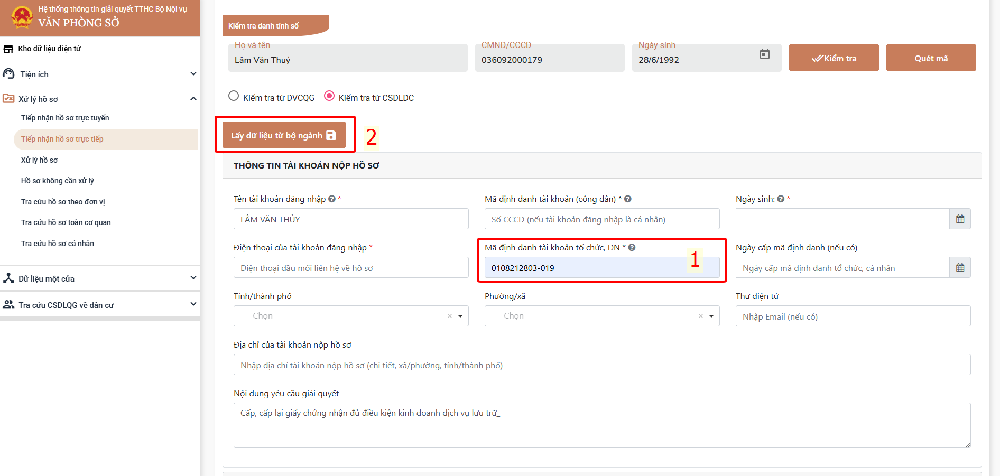 Hệ thống thông tin giải quyết TTHC Bộ Nội vụ
VĂN PHÒNG SỞ
Kho dữ liệu điện tử
Tiện ích
Xử lý hồ sơ
Tiếp nhận hồ sơ trực tuyến
Tiếp nhận hồ sơ trực tiếp
Xử lý hồ sơ
Hồ sơ không cần xử lý
Tra cứu hồ sơ theo đơn vị
Tra cứu hồ sơ toàn cơ quan
Tra cứu hồ sơ cá nhân
Dữ liệu một cửa
Tra cứu CSDLQG về dân cư
Kiểm tra danh tính số
Họ và tên
Lâm Văn Thuỷ
CMND/CCCD
036092000179
Ngày sinh
28/6/1992
Kiểm tra
Quét mã
Kiểm tra từ DVCQG
Kiểm tra từ CSDLDC
Lấy dữ liệu từ bộ ngành
2
THÔNG TIN TÀI KHOẢN NỘP HỒ SƠ
Tên tài khoản đăng nhập *
LÂM VĂN THỦY
Mã định danh tài khoản (công dân) *
Số CCCD (nếu tài khoản đăng nhập là cá nhân)
Ngày sinh: *
Điện thoại của tài khoản đăng nhập *
Điện thoại đầu mối liên hệ về hồ sơ
Mã định danh tài khoản tổ chức, DN *
0108212803-019
1
Ngày cấp mã định danh (nếu có)
Ngày cấp mã định danh tổ chức, cá nhân
Tỉnh/thành phố
--- Chọn ---
Phường/xã
--- Chọn ---
Thư điện tử
Nhập Email (nếu có)
Địa chỉ của tài khoản nộp hồ sơ
Nhập địa chỉ tài khoản nộp hồ sơ (chi tiết, xã/phường, tỉnh/thành phố)
Nội dung yêu cầu giải quyết
Cấp, cấp lại giấy chứng nhận đủ điều kiện kinh doanh dịch vụ lưu trữ_